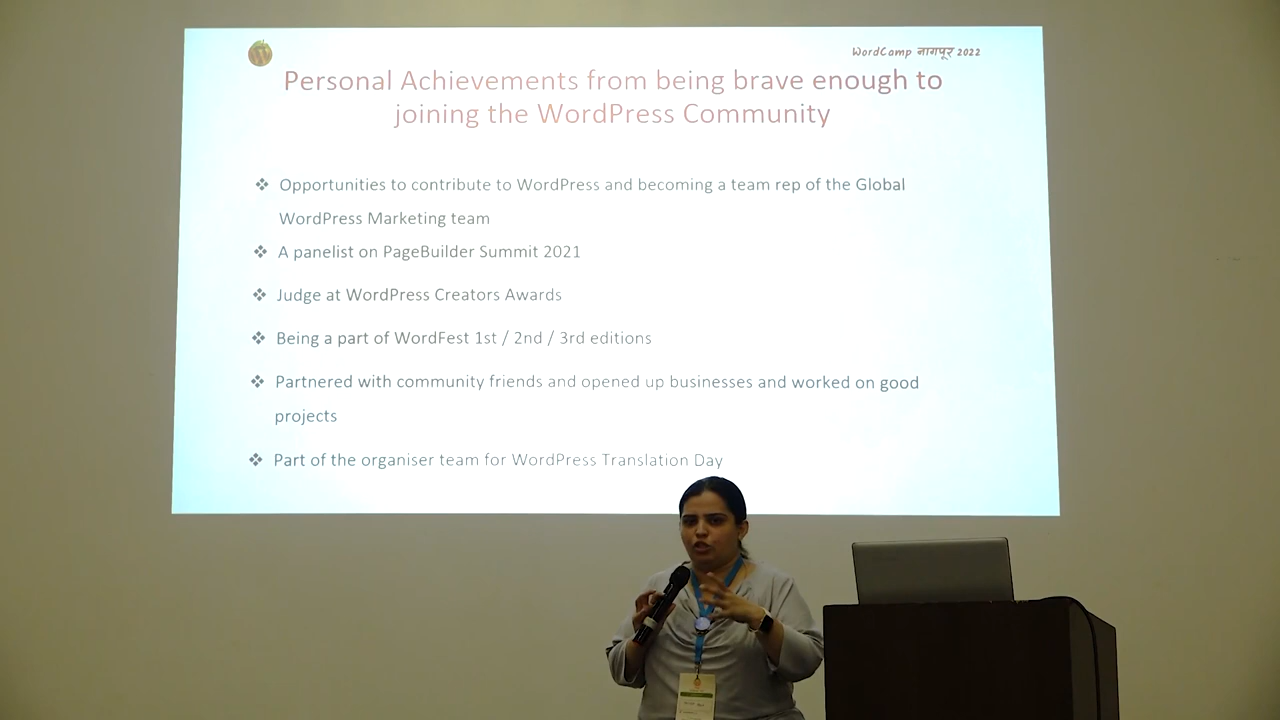 WordCamp नागपूर 2022
Personal Achievements from being brave enough to
joining the WordPress Community
❖ Opportunities to contribute to WordPress and becoming a team rep of the Global
WordPress Marketing team
❖ A panelist on PageBuilder Summit 2021
❖ Judge at WordPress Creators Awards
❖ Being a part of WordFest 1st / 2nd / 3rd editions
❖ Partnered with community friends and opened up businesses and worked on good
projects
❖ Part of the organiser team for WordPress Translation Day